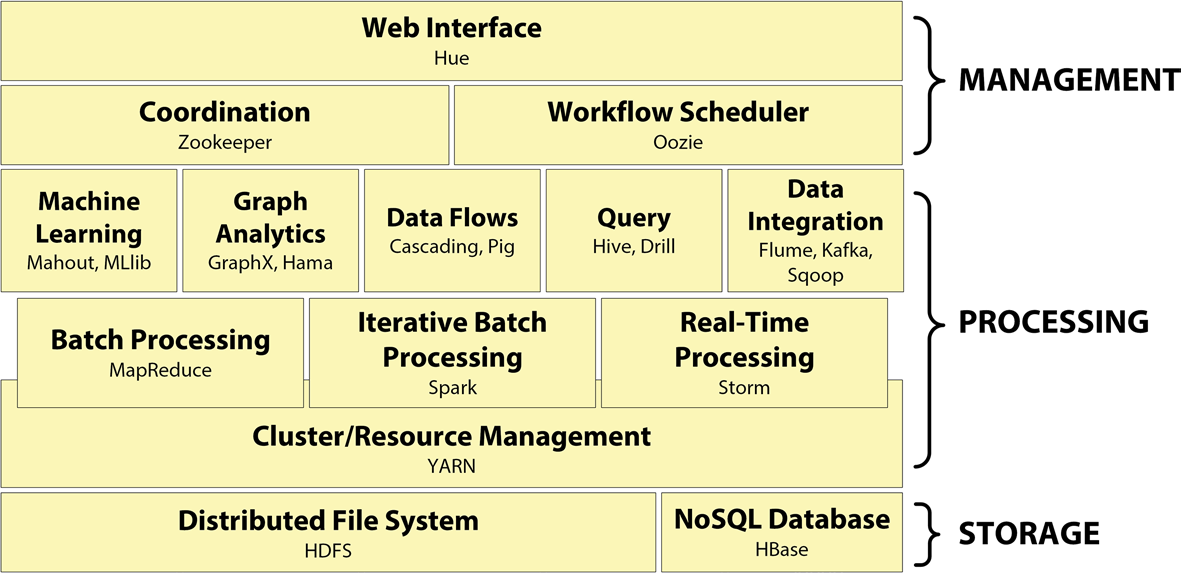 Web Interface
Hue
MANAGEMENT
Coordination
Zookeeper
Workflow Scheduler
Oozie
Machine
Learning
Mahout, MLlib
Graph
Analytics
GraphX, Hama
Data Flows
Cascading, Pig
Query
Hive, Drill
Data
Integration
Flume, Kafka,
Sqoop
PROCESSING
Batch Processing
MapReduce
Iterative Batch
Processing
Spark
Real-Time
Processing
Storm
Cluster/Resource Management
YARN
Distributed File System
HDFS
NoSQL Database
HBase
STORAGE